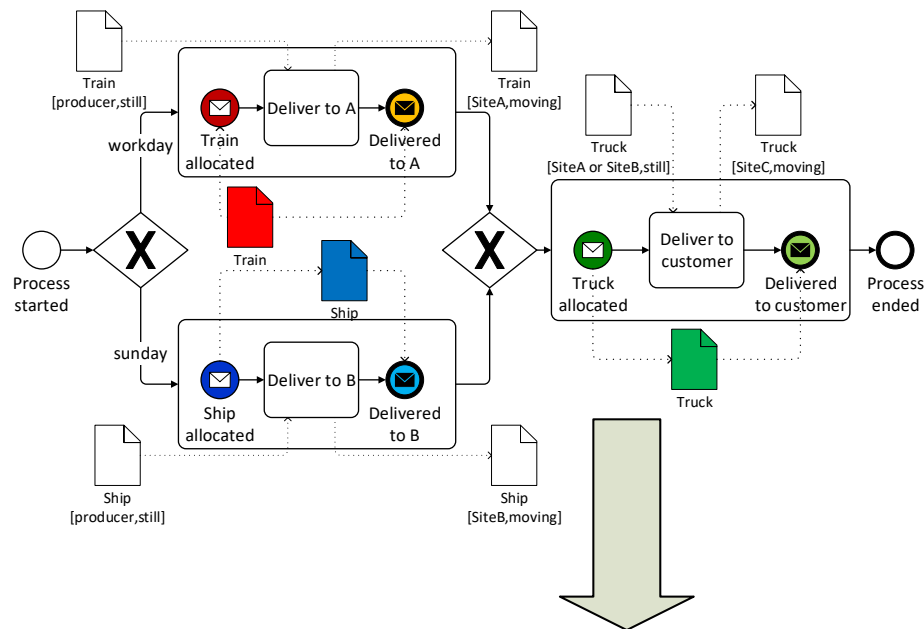 Train
[producer,still]
Train
[SiteA,moving]
workday
Train
allocated
Deliver to A
Delivered
to A
Train
Truck
[SiteA or SiteB,still]
Truck
[SiteC,moving]
Process
started
X
X
Truck
allocated
Deliver to
customer
Delivered
to customer
Process
ended
Ship
Truck
sunday
Ship
allocated
Deliver to B
Delivered
to B
Ship
[producer,still]
Ship
[SiteB,moving]